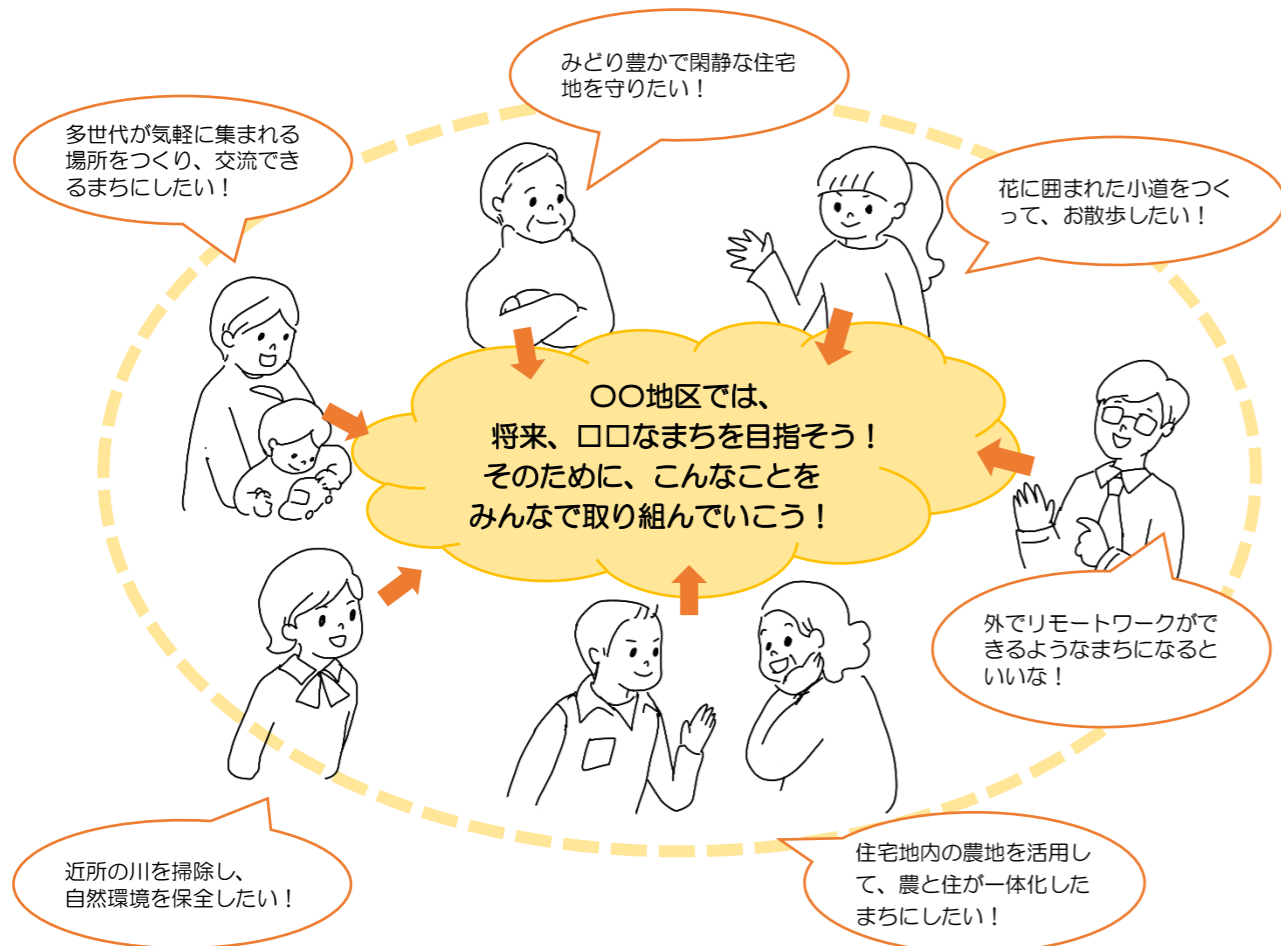 みどり豊かで閑静な住宅
地を守りたい！
多世代が気軽に集まれる
場所をつくり、交流でき
るまちにしたい！
花に囲まれた小道をつく
って、お散歩したい！
〇〇地区では、
将来、□□なまちを目指そう！
そのために、こんなことを
みんなで取り組んでいこう！
外でリモートワークがで
きるようなまちになると
いいな！
近所の川を掃除し、
自然環境を保全したい！
住宅地内の農地を活用し
て、農と住が一体化した
まちにしたい！